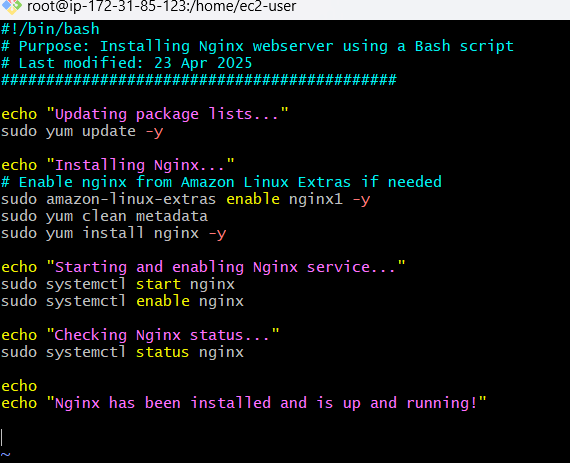 root@ip-172-31-85-123:/home/ec2-user
#!/bin/bash
# Purpose: Installing Nginx webserver using a Bash script
# Last modified: 23 Apr 2025
############################################
echo "Updating package lists..."
sudo yum update -y
echo "Installing Nginx..."
# Enable nginx from Amazon Linux Extras if needed
sudo amazon-linux-extras enable nginx1 -y
sudo yum clean metadata
sudo yum install nginx -y
echo "Starting and enabling Nginx service..."
sudo systemctl start nginx
sudo systemctl enable nginx
echo "Checking Nginx status..."
sudo systemctl status nginx
echo
echo "Nginx has been installed and is up and running!"
~